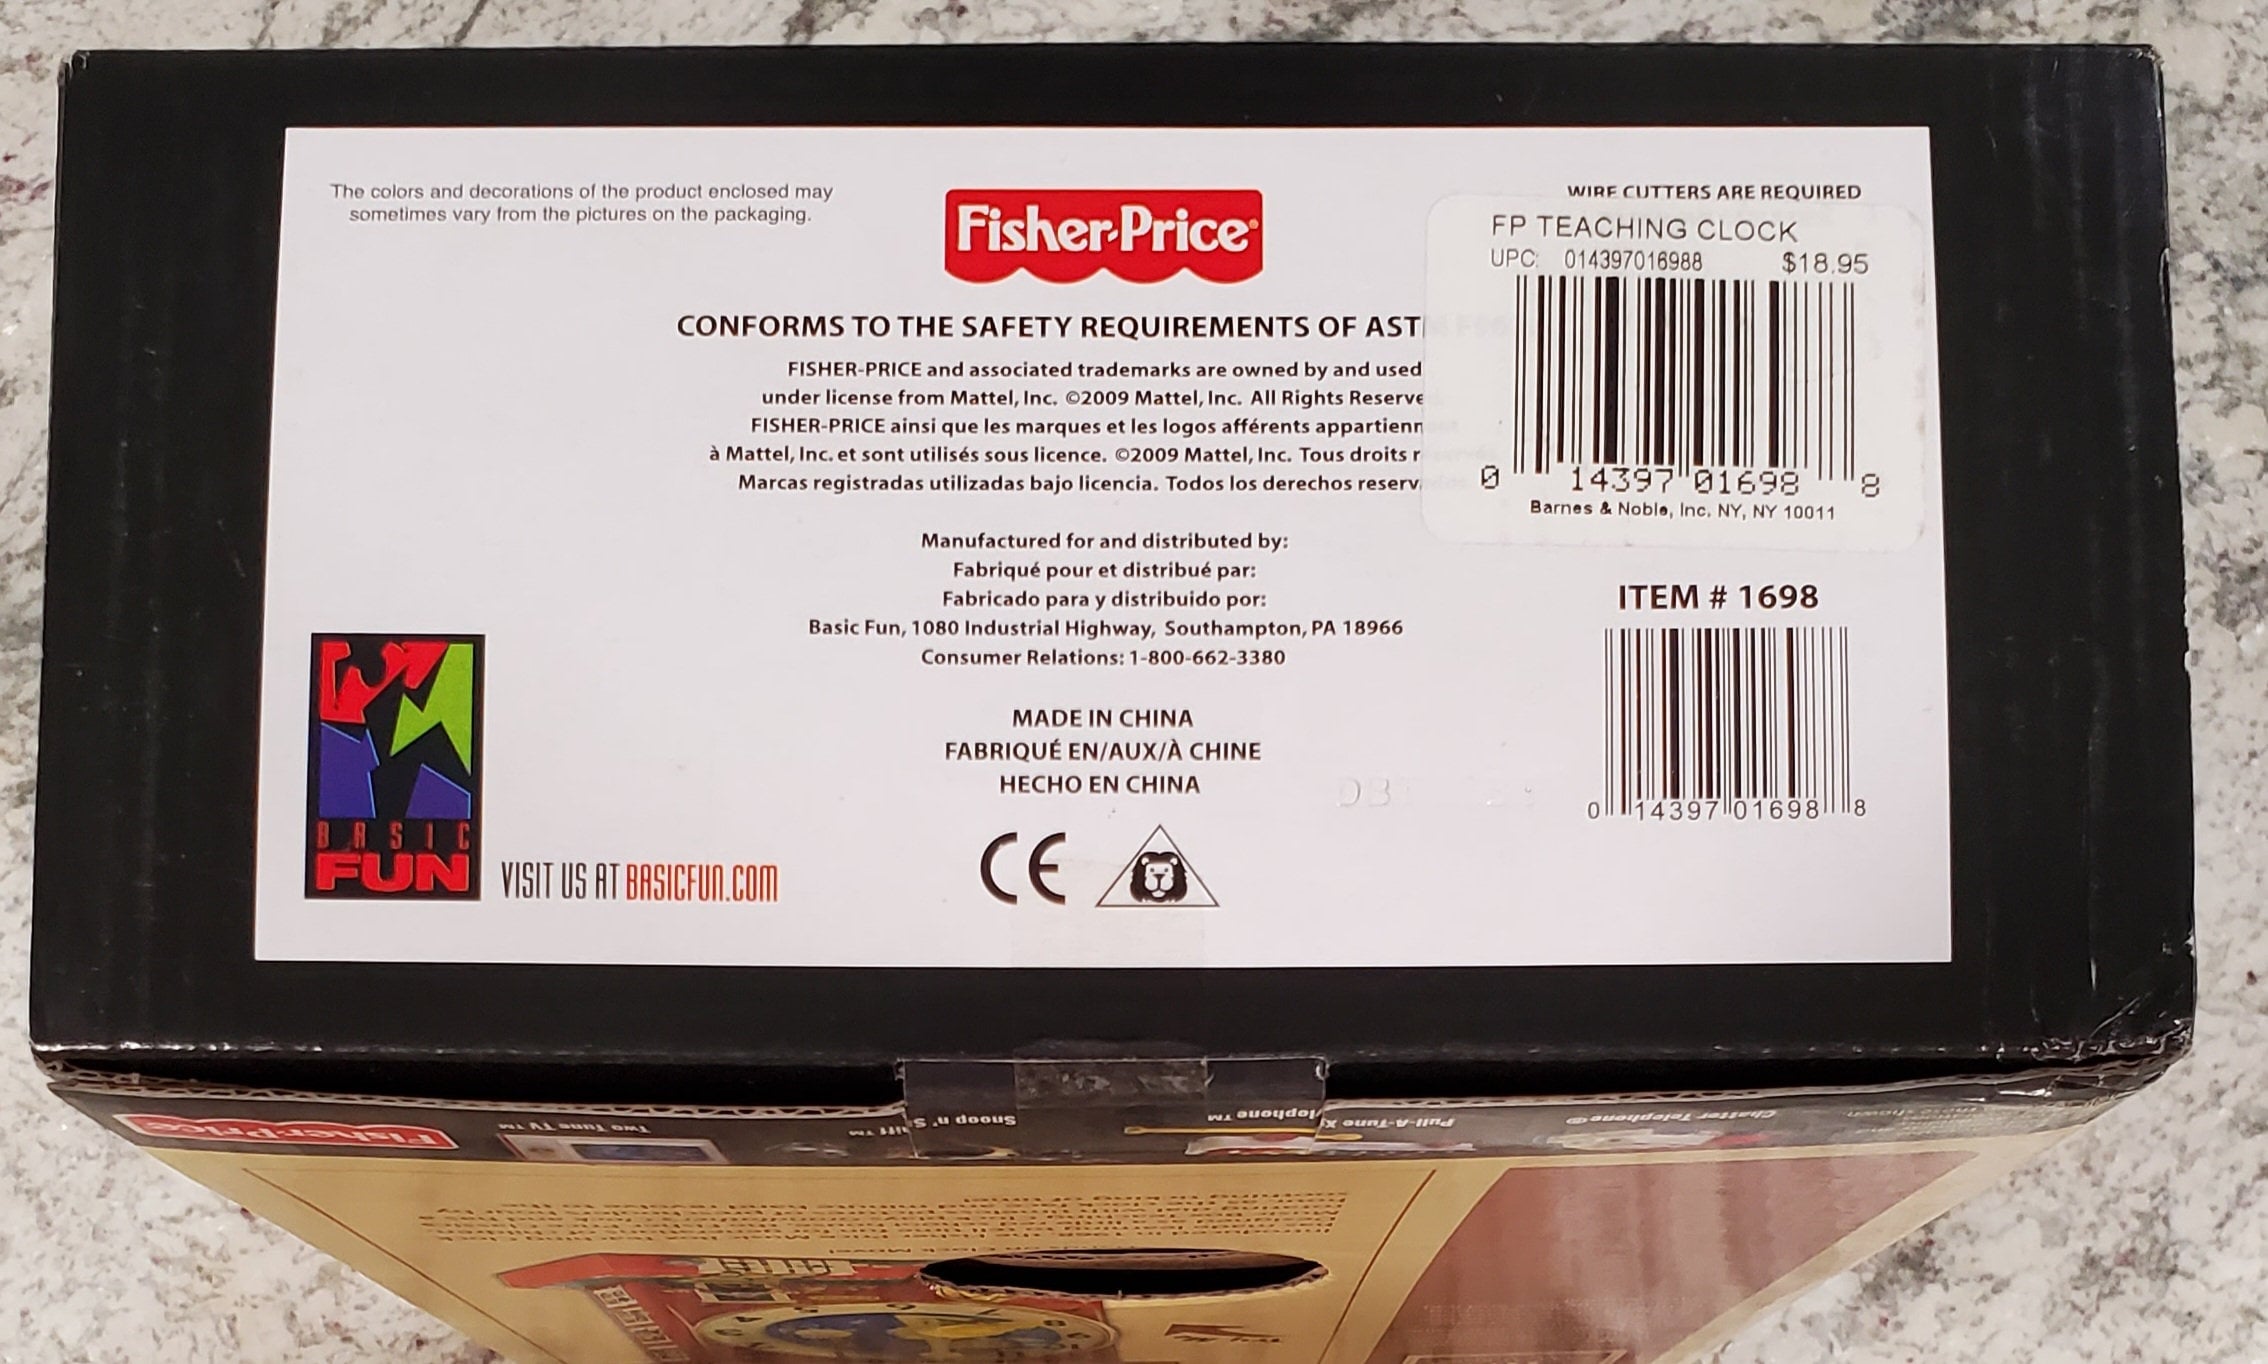 The colors and decorations of the product enclosed may
sometimes vary from the pictures on the packaging.
Fisher-Price®
WIRE CUTTERS ARE REQUIRED
FP TEACHING CLOCK
UPC: 014397016988 $18.95
0 14397 01698 8
Barnes & Noble, Inc. NY, NY 10011
CONFORMS TO THE SAFETY REQUIREMENTS OF AST
FISHER-PRICE and associated trademarks are owned by and used
under license from Mattel, Inc. ©2009 Mattel, Inc. All Rights Reserve
FISHER-PRICE ainsi que les marques et les logos afférents appartienn
à Mattel, Inc. et sont utilisés sous licence. ©2009 Mattel, Inc. Tous droits r
Marcas registradas utilizadas bajo licencia. Todos los derechos reserv
Manufactured for and distributed by:
Fabriqué pour et distribué par:
Fabricado para y distribuido por:
Basic Fun, 1080 Industrial Highway, Southampton, PA 18966
Consumer Relations: 1-800-662-3380
ITEM # 1698
0 14397 01698 8
MADE IN CHINA
FABRIQUÉ EN/AUX/À CHINE
HECHO EN CHINA
CE
BASIC
FUN
VISIT US AT BASICFUN.COM
Fisher-Price
Two Tune TV™
Snoop n' Sniff™
Pull-A-Tune Xylophone™
Chatter Telephone®